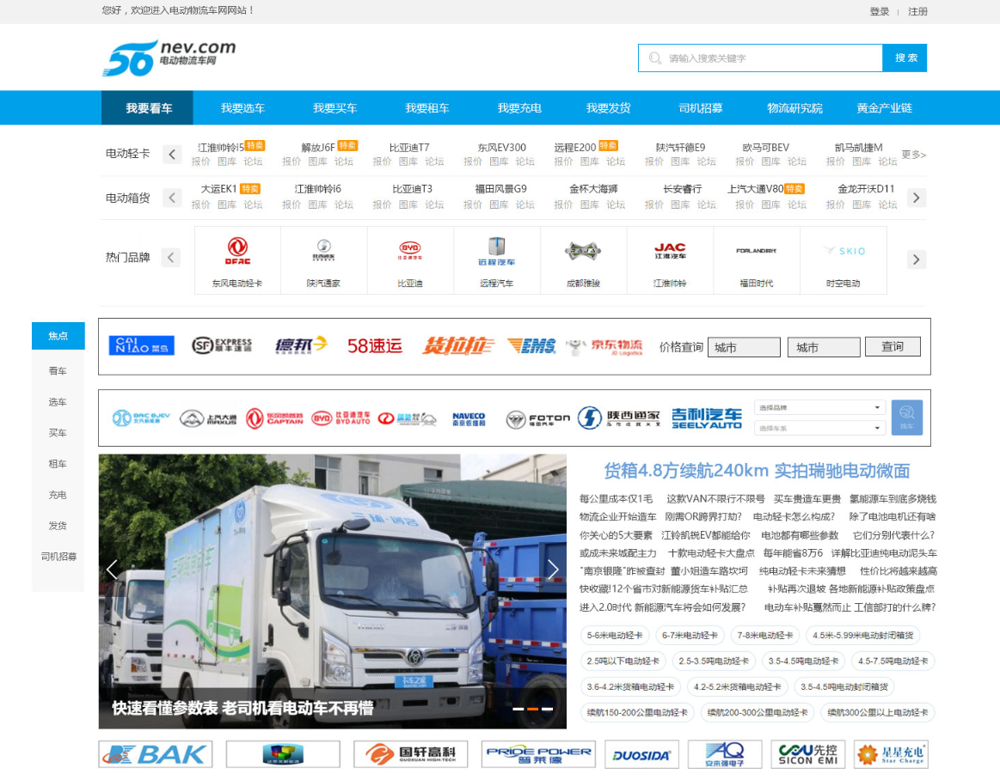 您好，欢迎进入电动物流车网网站！
登录 | 注册
56nev.com
电动物流车网
请输入搜索关键字
搜 索
我要看车 我要选车 我要买车 我要租车 我要充电 我要发货 司机招募 物流研究院 黄金产业链
电动轻卡 江淮帅铃i5 特卖 解放J6F 特卖 比亚迪T7 东风EV300 远程E200 特卖 陕汽轩德E9 欧马可BEV 凯马凯捷M 更多>
报价 图库 论坛 报价 图库 论坛 报价 图库 论坛 报价 图库 论坛 报价 图库 论坛 报价 图库 论坛 报价 图库 论坛 报价 图库 论坛
电动箱货 大运EK1 特卖 江淮帅铃i6 比亚迪T3 福田风景G9 金杯大海狮 长安睿行 上汽大通V80 特卖 金龙开沃D11
报价 图库 论坛 报价 图库 论坛 报价 图库 论坛 报价 图库 论坛 报价 图库 论坛 报价 图库 论坛 报价 图库 论坛 报价 图库 论坛
热门品牌
DFAC 陕西通家 BYD 比亚迪汽车 远程汽车 RAJA JAC 江淮汽车 FORLAND时代 SKIO
东风电动轻卡 陕汽通家 比亚迪 远程汽车 成都雅骏 江淮帅铃 福田时代 时空电动
焦点
看车
选车
买车
租车
充电
发货
司机招募
CAI NIAO 菜鸟 SF EXPRESS 顺丰速运 德邦 58速运 货拉拉 EMS 京东物流 JD Logistics 价格查询 城市 城市 查询
BAIC BJEV 北汽新能源 上汽大通 MAXUS 东风凯普特 CAPTAIN BYD 比亚迪汽车 BYD AUTO NAVECO 南京依维柯 FOTON 福田汽车 陕西通家 吉利汽车 GEELY AUTO
选择品牌
选择车系
找车
货箱4.8方续航240km 实拍瑞驰电动微面
每公里成本仅1毛 这款VAN不限行不限号 买车贵造车更贵 氢能源车到底多烧钱
物流企业开始造车 刚需OR跨界打劫? 电动轻卡怎么构成? 除了电池电机还有啥
你关心的5大要素 江铃凯锐EV都能给你 电池都有哪些参数 它们分别代表什么?
或成未来城配主力 十款电动轻卡大盘点 每年能省8万6 详解比亚迪纯电动泥头车
"南京银隆"昨被查封 董小姐造车路坎坷 纯电动轻卡未来猜想 性价比将越来越高
快收藏!12个省市对新能源货车补贴汇总 补贴再次退坡 各地新能源补贴政策盘点
进入2.0时代 新能源汽车将会如何发展? 电动车补贴戛然而止 工信部打的什么牌?
三环·瑞客
卡车之家
快速看懂参数表 老司机看电动车不再懵
5-6米电动轻卡 6-7米电动轻卡 7-8米电动轻卡 4.5米-5.99米电动封闭箱货
2.5吨以下电动轻卡 2.5-3.5吨电动轻卡 3.5-4.5吨电动轻卡 4.5-7.5吨电动轻卡
3.6-4.2米货箱电动轻卡 4.2-5.2米货箱电动轻卡 3.5-4.5吨电动封闭箱货
续航150-200公里电动轻卡 续航200-300公里电动轻卡 续航300公里以上电动轻卡
BAK 国轩高科 GUOXUAN HIGH-TECH PRIDE POWER 普莱德 DUOSIDA AQ 安来强电子 先控 SICON EMI 星星充电 Star Charge